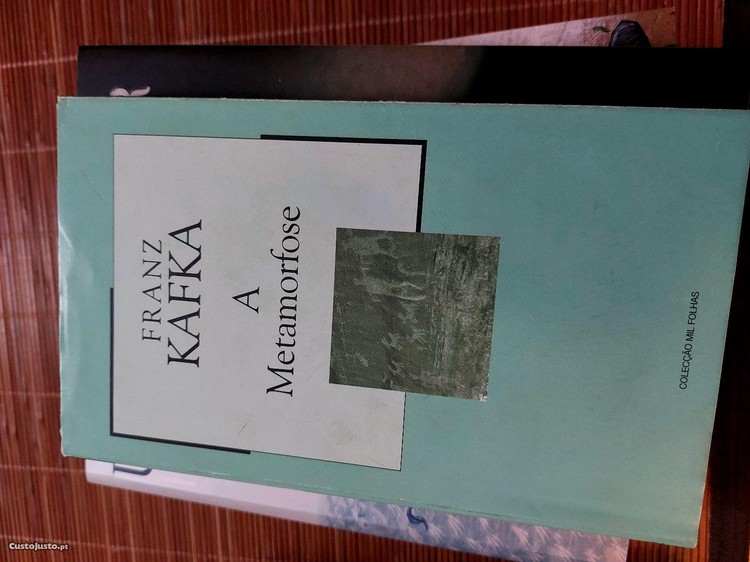 FRANZ
KAFKA
A
Metamorfose
COLECÇÃO MIL FOLHAS
CustoJusto.pt